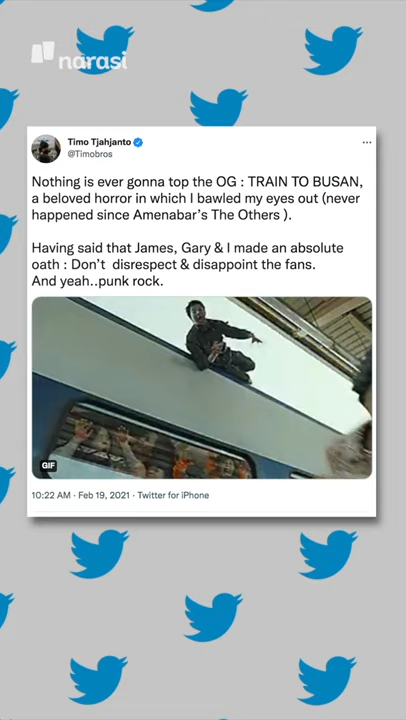 narasi
Timo Tjahjanto
@Timobros
Nothing is ever gonna top the OG : TRAIN TO BUSAN,
a beloved horror in which I bawled my eyes out (never
happened since Amenabar's The Others ).
Having said that James, Gary & I made an absolute
oath : Don't  disrespect & disappoint the fans.
And yeah..punk rock.
GIF
10:22 AM · Feb 19, 2021 · Twitter for iPhone